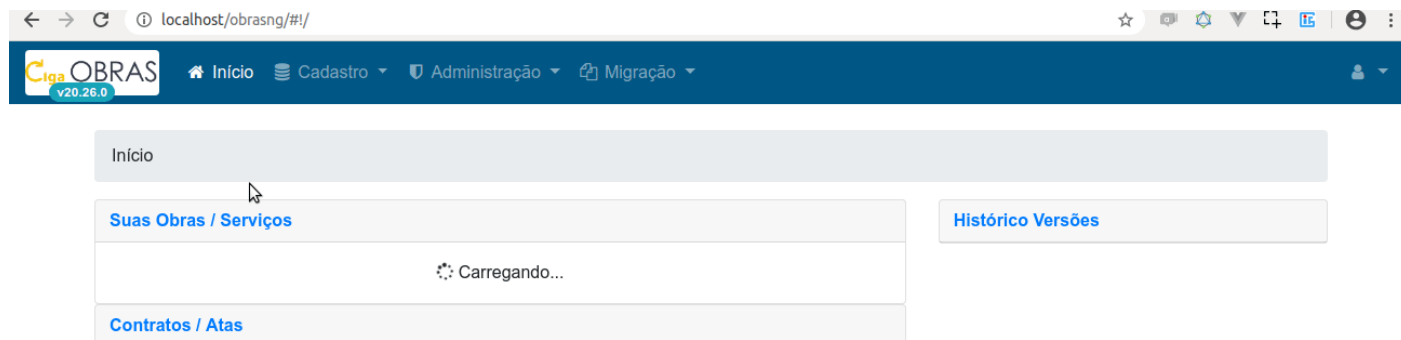 localhost/obrasng/#!/
Ciga OBRAS
v20.26.0
Início Cadastro Administração Migração
Início
Suas Obras / Serviços
Histórico Versões
Carregando...
Contratos / Atas